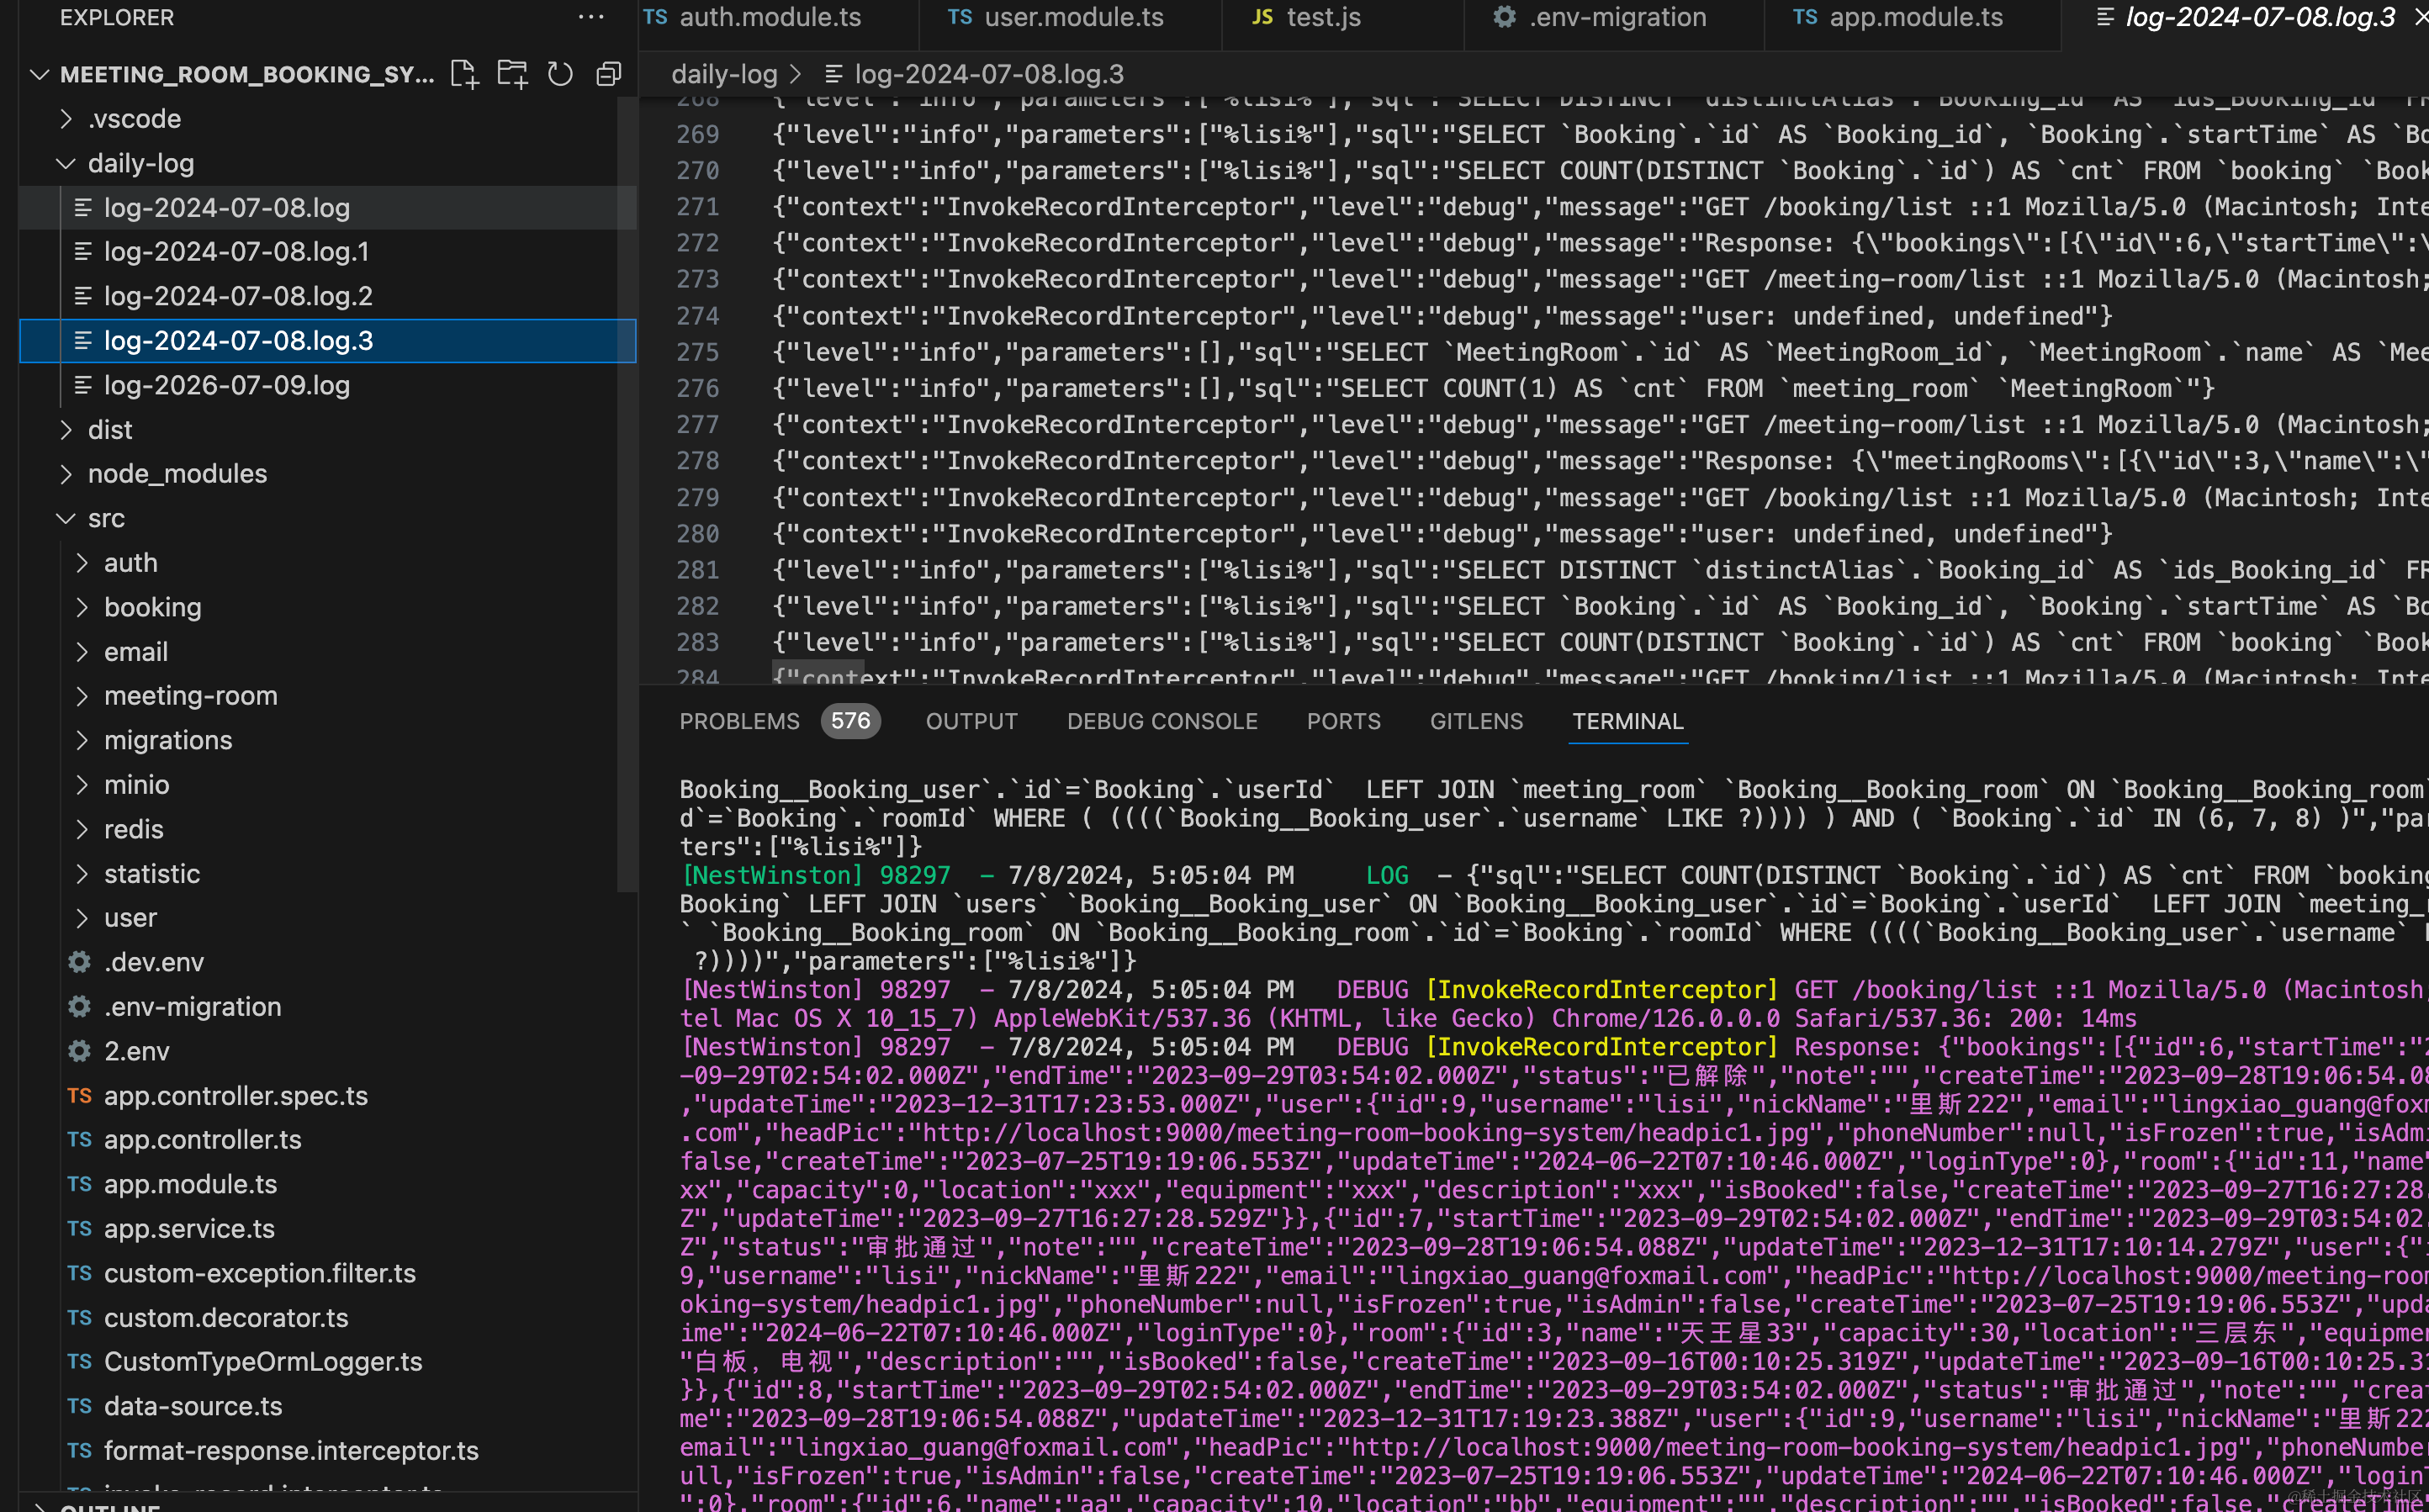 EXPLORER
MEETING_ROOM_BOOKING_SY...
.vscode
daily-log
log-2024-07-08.log
log-2024-07-08.log.1
log-2024-07-08.log.2
log-2024-07-08.log.3
log-2026-07-09.log
dist
node_modules
src
auth
booking
email
meeting-room
migrations
minio
redis
statistic
user
.dev.env
.env-migration
2.env
TS app.controller.spec.ts
TS app.controller.ts
TS app.module.ts
TS app.service.ts
TS custom-exception.filter.ts
TS custom.decorator.ts
TS CustomTypeOrmLogger.ts
TS data-source.ts
TS format-response.interceptor.ts
TS invoke-record.interceptor.ts
OUTLINE
TS auth.module.ts TS user.module.ts JS test.js .env-migration TS app.module.ts log-2024-07-08.log.3
daily-log > log-2024-07-08.log.3
268 {"level":"info","parameters":["%lisi%"],"sql":"SELECT DISTINCT `distinctAlias`.`Booking_id` AS `ids_Booking_id` FR
269 {"level":"info","parameters":["%lisi%"],"sql":"SELECT `Booking`.`id` AS `Booking_id`, `Booking`.`startTime` AS `Bo
270 {"level":"info","parameters":["%lisi%"],"sql":"SELECT COUNT(DISTINCT `Booking`.`id`) AS `cnt` FROM `booking` `Book
271 {"context":"InvokeRecordInterceptor","level":"debug","message":"GET /booking/list ::1 Mozilla/5.0 (Macintosh; Inte
272 {"context":"InvokeRecordInterceptor","level":"debug","message":"Response: {\"bookings\":[{\"id\":6,\"startTime\":\
273 {"context":"InvokeRecordInterceptor","level":"debug","message":"GET /meeting-room/list ::1 Mozilla/5.0 (Macintosh;
274 {"context":"InvokeRecordInterceptor","level":"debug","message":"user: undefined, undefined"}
275 {"level":"info","parameters":[],"sql":"SELECT `MeetingRoom`.`id` AS `MeetingRoom_id`, `MeetingRoom`.`name` AS `Mee
276 {"level":"info","parameters":[],"sql":"SELECT COUNT(1) AS `cnt` FROM `meeting_room` `MeetingRoom`"}
277 {"context":"InvokeRecordInterceptor","level":"debug","message":"GET /meeting-room/list ::1 Mozilla/5.0 (Macintosh;
278 {"context":"InvokeRecordInterceptor","level":"debug","message":"Response: {\"meetingRooms\":[{\"id\":3,\"name\":\"
279 {"context":"InvokeRecordInterceptor","level":"debug","message":"GET /booking/list ::1 Mozilla/5.0 (Macintosh; Inte
280 {"context":"InvokeRecordInterceptor","level":"debug","message":"user: undefined, undefined"}
281 {"level":"info","parameters":["%lisi%"],"sql":"SELECT DISTINCT `distinctAlias`.`Booking_id` AS `ids_Booking_id` FR
282 {"level":"info","parameters":["%lisi%"],"sql":"SELECT `Booking`.`id` AS `Booking_id`, `Booking`.`startTime` AS `Bo
283 {"level":"info","parameters":["%lisi%"],"sql":"SELECT COUNT(DISTINCT `Booking`.`id`) AS `cnt` FROM `booking` `Book
284 {"context":"InvokeRecordInterceptor","level":"debug","message":"GET /booking/list ::1 Mozilla/5.0 (Macintosh; Inte
PROBLEMS 576 OUTPUT DEBUG CONSOLE PORTS GITLENS TERMINAL
Booking__Booking_user`.`id`=`Booking`.`userId`  LEFT JOIN `meeting_room` `Booking__Booking_room` ON `Booking__Booking_room`
d`=`Booking`.`roomId` WHERE ( ((((`Booking__Booking_user`.`username` LIKE ?)))) ) AND ( `Booking`.`id` IN (6, 7, 8) )","par
ters":["%lisi%"]}
[NestWinston] 98297  - 7/8/2024, 5:05:04 PM     LOG  - {"sql":"SELECT COUNT(DISTINCT `Booking`.`id`) AS `cnt` FROM `booking
Booking` LEFT JOIN `users` `Booking__Booking_user` ON `Booking__Booking_user`.`id`=`Booking`.`userId`  LEFT JOIN `meeting_r
` `Booking__Booking_room` ON `Booking__Booking_room`.`id`=`Booking`.`roomId` WHERE ((((`Booking__Booking_user`.`username`
?))))","parameters":["%lisi%"]}
[NestWinston] 98297  - 7/8/2024, 5:05:04 PM   DEBUG [InvokeRecordInterceptor] GET /booking/list ::1 Mozilla/5.0 (Macintosh;
tel Mac OS X 10_15_7) AppleWebKit/537.36 (KHTML, like Gecko) Chrome/126.0.0.0 Safari/537.36: 200: 14ms
[NestWinston] 98297  - 7/8/2024, 5:05:04 PM   DEBUG [InvokeRecordInterceptor] Response: {"bookings":[{"id":6,"startTime":"2
-09-29T02:54:02.000Z","endTime":"2023-09-29T03:54:02.000Z","status":"已解除","note":"","createTime":"2023-09-28T19:06:54.08
,"updateTime":"2023-12-31T17:23:53.000Z","user":{"id":9,"username":"lisi","nickName":"里斯222","email":"lingxiao_guang@foxm
.com","headPic":"http://localhost:9000/meeting-room-booking-system/headpic1.jpg","phoneNumber":null,"isFrozen":true,"isAdmi
false,"createTime":"2023-07-25T19:19:06.553Z","updateTime":"2024-06-22T07:10:46.000Z","loginType":0},"room":{"id":11,"name"
xx","capacity":0,"location":"xxx","equipment":"xxx","description":"xxx","isBooked":false,"createTime":"2023-09-27T16:27:28.
Z","updateTime":"2023-09-27T16:27:28.529Z"}},{"id":7,"startTime":"2023-09-29T02:54:02.000Z","endTime":"2023-09-29T03:54:02.
Z","status":"审批通过","note":"","createTime":"2023-09-28T19:06:54.088Z","updateTime":"2023-12-31T17:10:14.279Z","user":{"i
9,"username":"lisi","nickName":"里斯222","email":"lingxiao_guang@foxmail.com","headPic":"http://localhost:9000/meeting-room
oking-system/headpic1.jpg","phoneNumber":null,"isFrozen":true,"isAdmin":false,"createTime":"2023-07-25T19:19:06.553Z","upda
ime":"2024-06-22T07:10:46.000Z","loginType":0},"room":{"id":3,"name":"天王星33","capacity":30,"location":"三层东","equipmen
"白板，电视","description":"","isBooked":false,"createTime":"2023-09-16T00:10:25.319Z","updateTime":"2023-09-16T00:10:25.31
}},{"id":8,"startTime":"2023-09-29T02:54:02.000Z","endTime":"2023-09-29T03:54:02.000Z","status":"审批通过","note":"","creat
me":"2023-09-28T19:06:54.088Z","updateTime":"2023-12-31T17:19:23.388Z","user":{"id":9,"username":"lisi","nickName":"里斯222
email":"lingxiao_guang@foxmail.com","headPic":"http://localhost:9000/meeting-room-booking-system/headpic1.jpg","phoneNumber
ull,"isFrozen":true,"isAdmin":false,"createTime":"2023-07-25T19:19:06.553Z","updateTime":"2024-06-22T07:10:46.000Z","loginT
":0},"room":{"id":6,"name":"aa","capacity":10,"location":"bb","equipment":"","description":"","isBooked":false,"createTime"
@稀土掘金技术社区